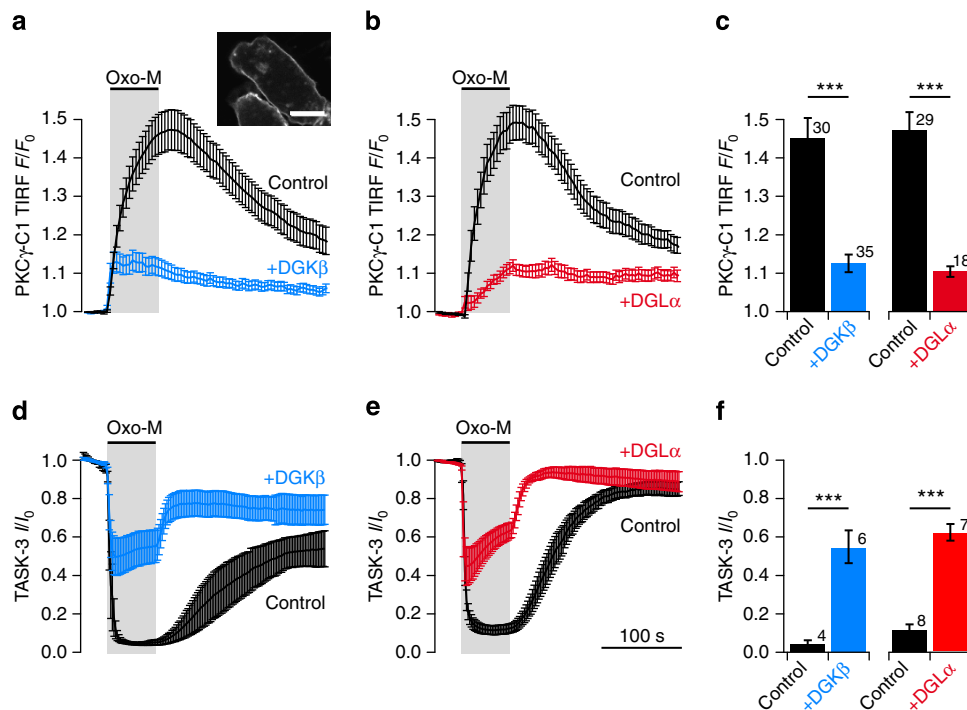 a
Oxo-M
PKCγ-C1 TIRF F/F0
1.5
1.4
1.3
1.2
1.1
1.0
Control
+DGKβ
b
Oxo-M
PKCγ-C1 TIRF F/F0
1.5
1.4
1.3
1.2
1.1
1.0
Control
+DGLα
c
PKCγ-C1 TIRF F/F0
1.5
1.4
1.3
1.2
1.1
1.0
*** ***
30 35 29 18
Control +DGKβ Control +DGLα
d
Oxo-M
TASK-3 I/I0
1.0
0.8
0.6
0.4
0.2
0.0
+DGKβ
Control
e
Oxo-M
TASK-3 I/I0
1.0
0.8
0.6
0.4
0.2
0.0
+DGLα
Control
100 s
f
TASK-3 I/I0
1.0
0.8
0.6
0.4
0.2
0.0
*** ***
4 6 8 7
Control +DGKβ Control +DGLα